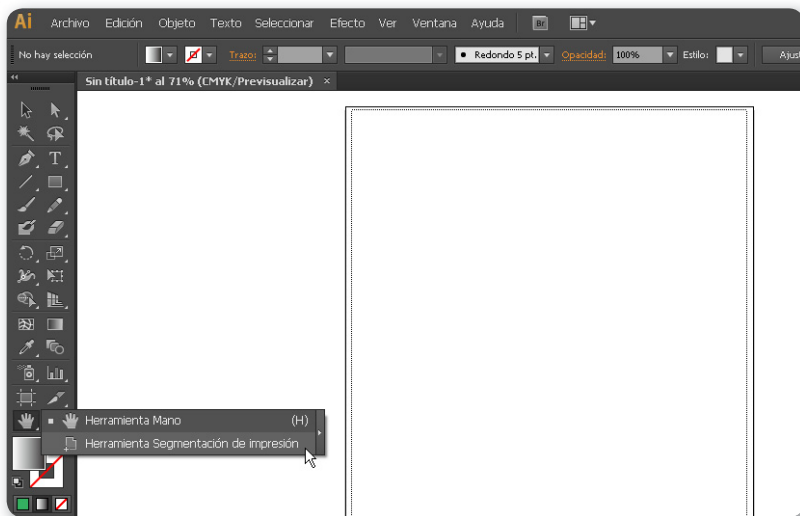 Ai Archivo Edición Objeto Texto Seleccionar Efecto Ver Ventana Ayuda Br
No hay selección Trazo: Redondo 5 pt. Opacidad: 100% Estilo: Ajust
Sin título-1* al 71% (CMYK/Previsualizar) ×
T
Herramienta Mano (H)
Herramienta Segmentación de impresión